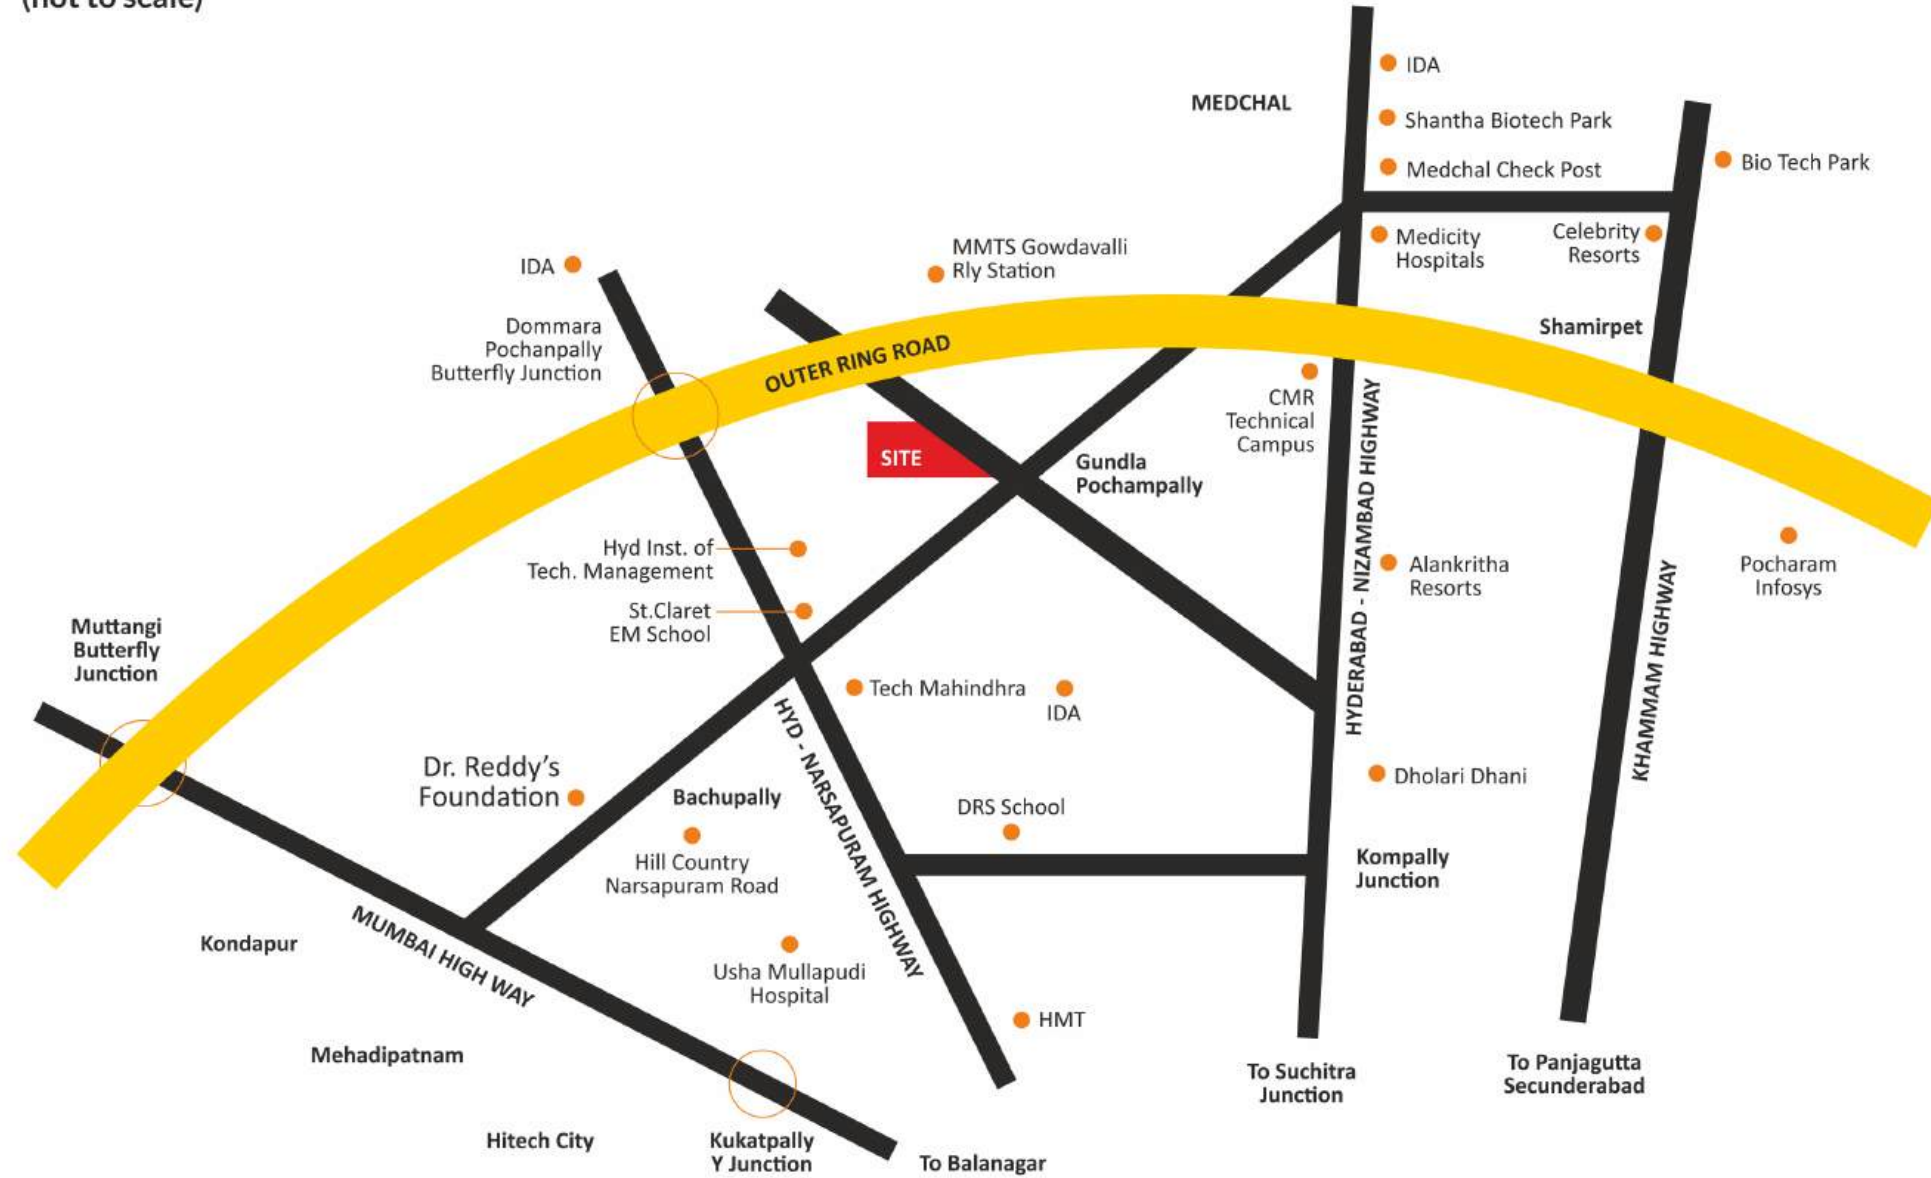 (not to scale)
MEDCHAL
IDA
Shantha Biotech Park
Medchal Check Post
Bio Tech Park
Medicity
Hospitals
Celebrity
Resorts
MMTS Gowdavalli
Rly Station
IDA
Dommara
Pochanpally
Butterfly Junction
OUTER RING ROAD
Shamirpet
CMR
Technical
Campus
SITE
Gundla
Pochampally
HYDERABAD - NIZAMBAD HIGHWAY
Alankritha
Resorts
Pocharam
Infosys
KHAMMAM HIGHWAY
Hyd Inst. of
Tech. Management
St.Claret
EM School
Muttangi
Butterfly
Junction
Tech Mahindhra
IDA
HYD - NARSAPURAM HIGHWAY
Dr. Reddy's
Foundation
Bachupally
Hill Country
Narsapuram Road
DRS School
Dholari Dhani
Kompally
Junction
Kondapur
MUMBAI HIGH WAY
Usha Mullapudi
Hospital
HMT
Mehadipatnam
To Suchitra
Junction
To Panjagutta
Secunderabad
Hitech City
Kukatpally
Y Junction
To Balanagar